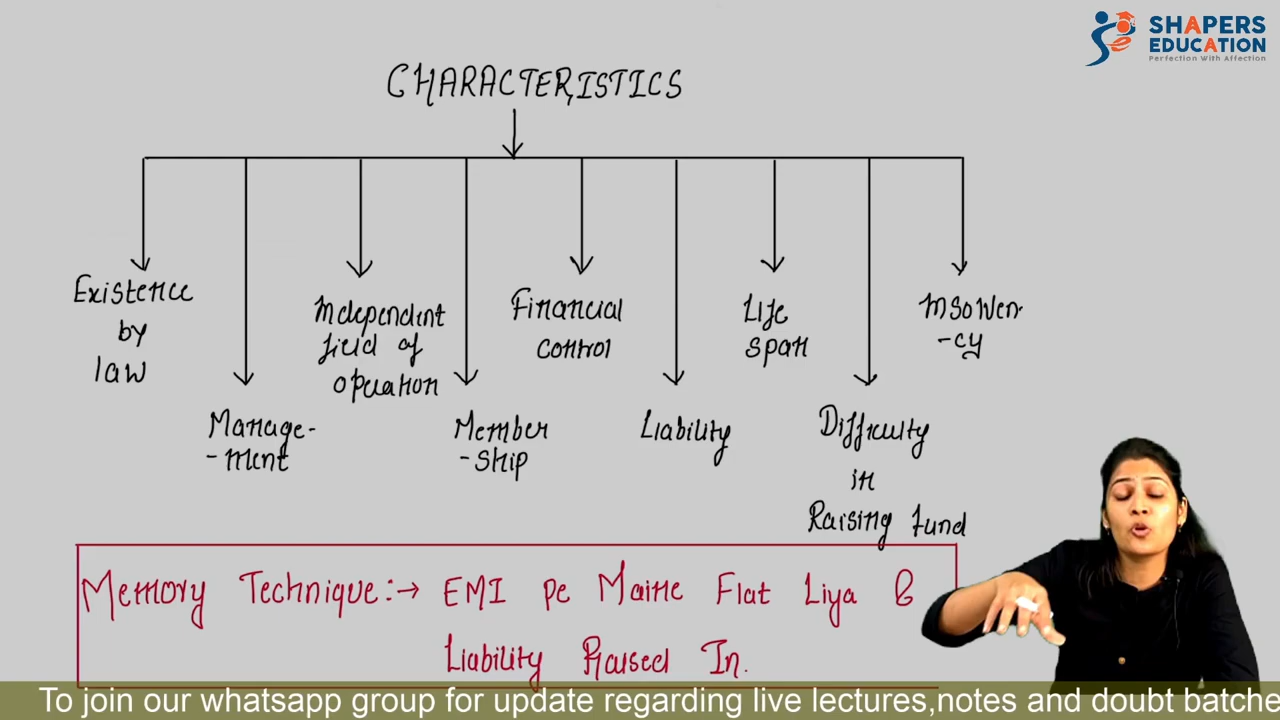 SHAPERS
EDUCATION
Perfection With Affection
CHARACTERISTICS
Existence
by
law
Manage-
-ment
Independent
field of
operation
Member
-ship
Financial
control
Liability
Life
span
Difficulty
in
Raising Fund
Insolven
-cy
Memory Technique:→ EMI pe Maine Flat Liya &
Liability Raised In.
To join our whatsapp group for update regarding live lectures,notes and doubt batche